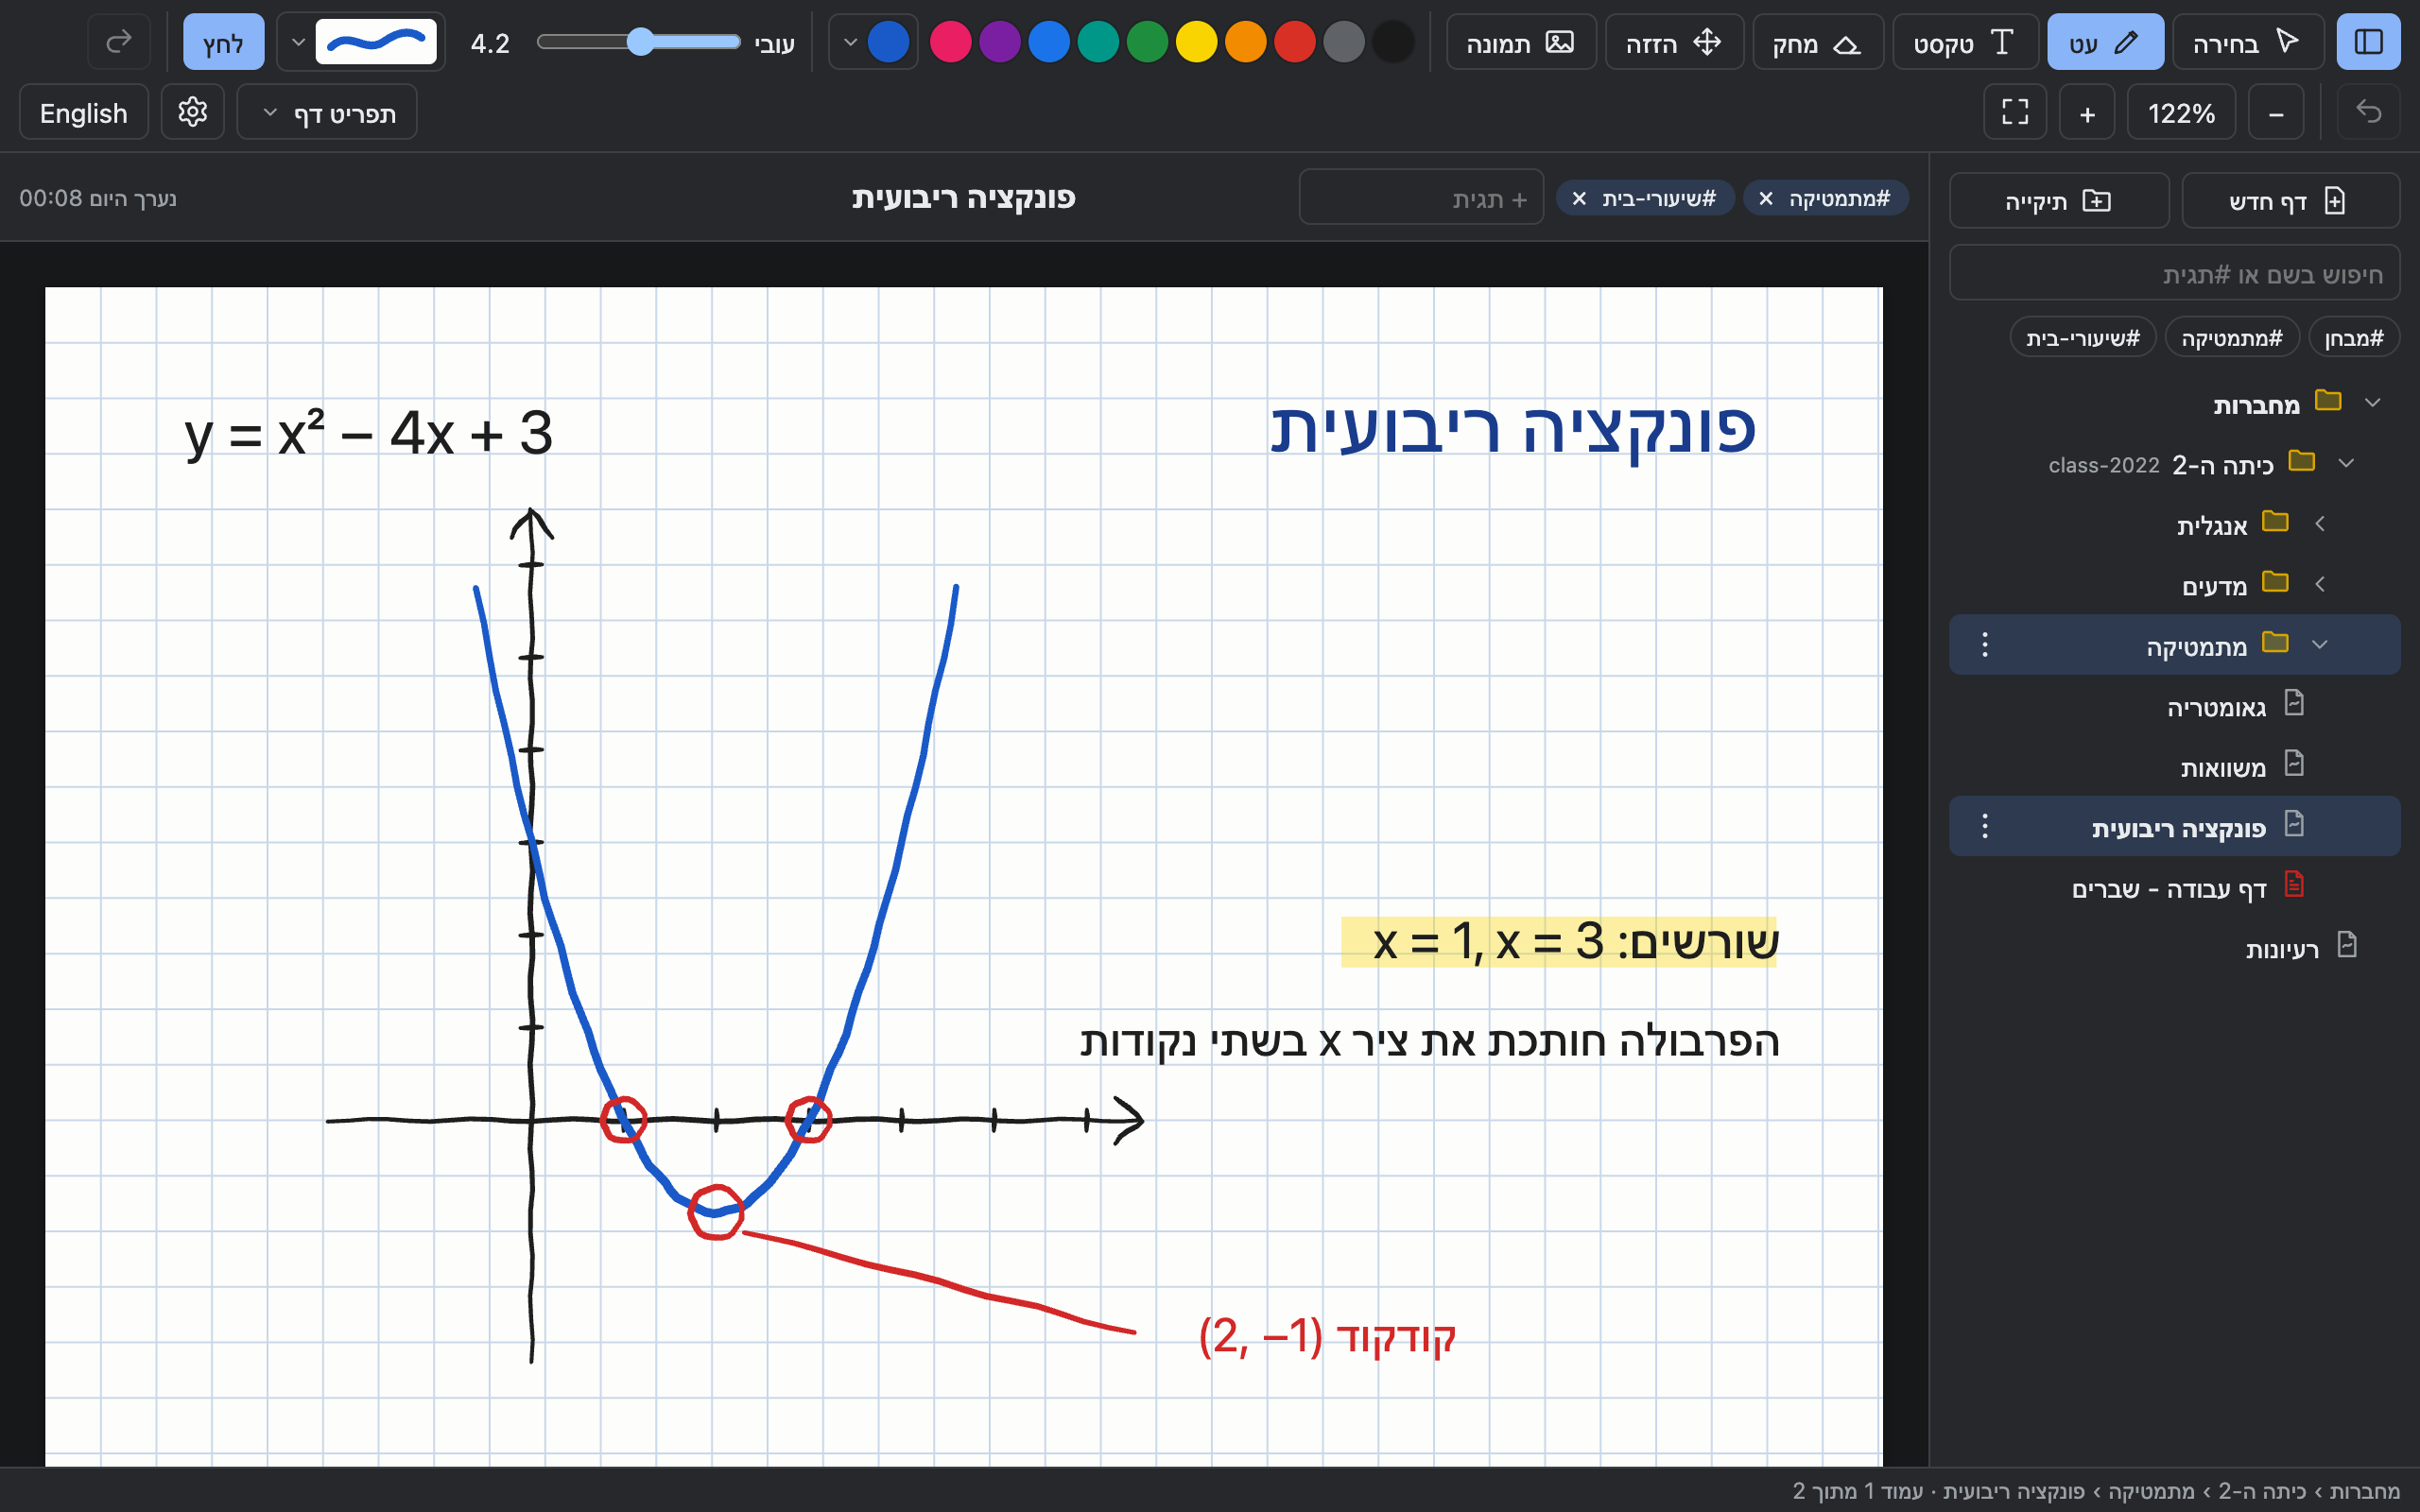 בחירה עט טקסט מחק הזזה תמונה עובי 4.2 לחץ
− 122% + תפריט דף English
דף חדש תיקייה
חיפוש בשם או #תגית
#מבחן #מתמטיקה #שיעורי-בית
מחברות
כיתה ה-2 class-2022
אנגלית
מדעים
מתמטיקה
גאומטריה
משוואות
פונקציה ריבועית
דף עבודה - שברים
רעיונות
#מתמטיקה × #שיעורי-בית × + תגית פונקציה ריבועית נערך היום 00:08
פונקציה ריבועית
y = x² − 4x + 3
שורשים: x = 1, x = 3
הפרבולה חותכת את ציר x בשתי נקודות
קודקוד (2, −1)
מחברות › כיתה ה-2 › מתמטיקה › פונקציה ריבועית · עמוד 1 מתוך 2